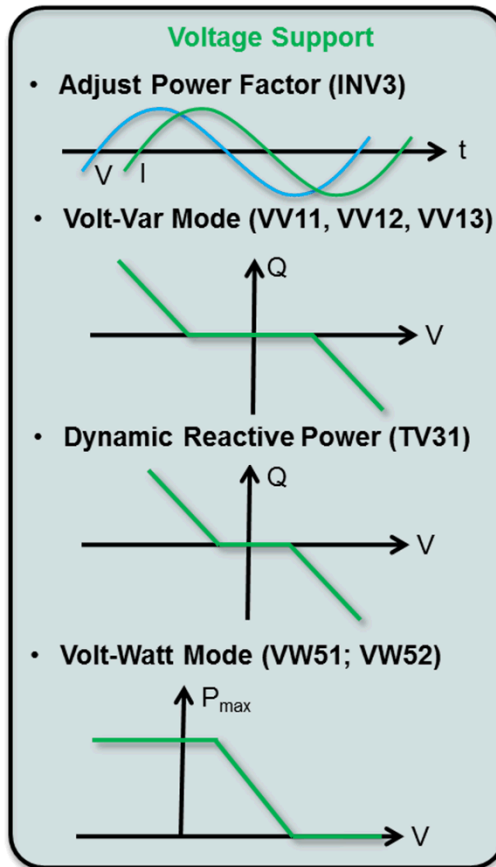 Voltage Support
• Adjust Power Factor (INV3)
V I t
• Volt-Var Mode (VV11, VV12, VV13)
Q
V
• Dynamic Reactive Power (TV31)
Q
V
• Volt-Watt Mode (VW51; VW52)
Pmax
V